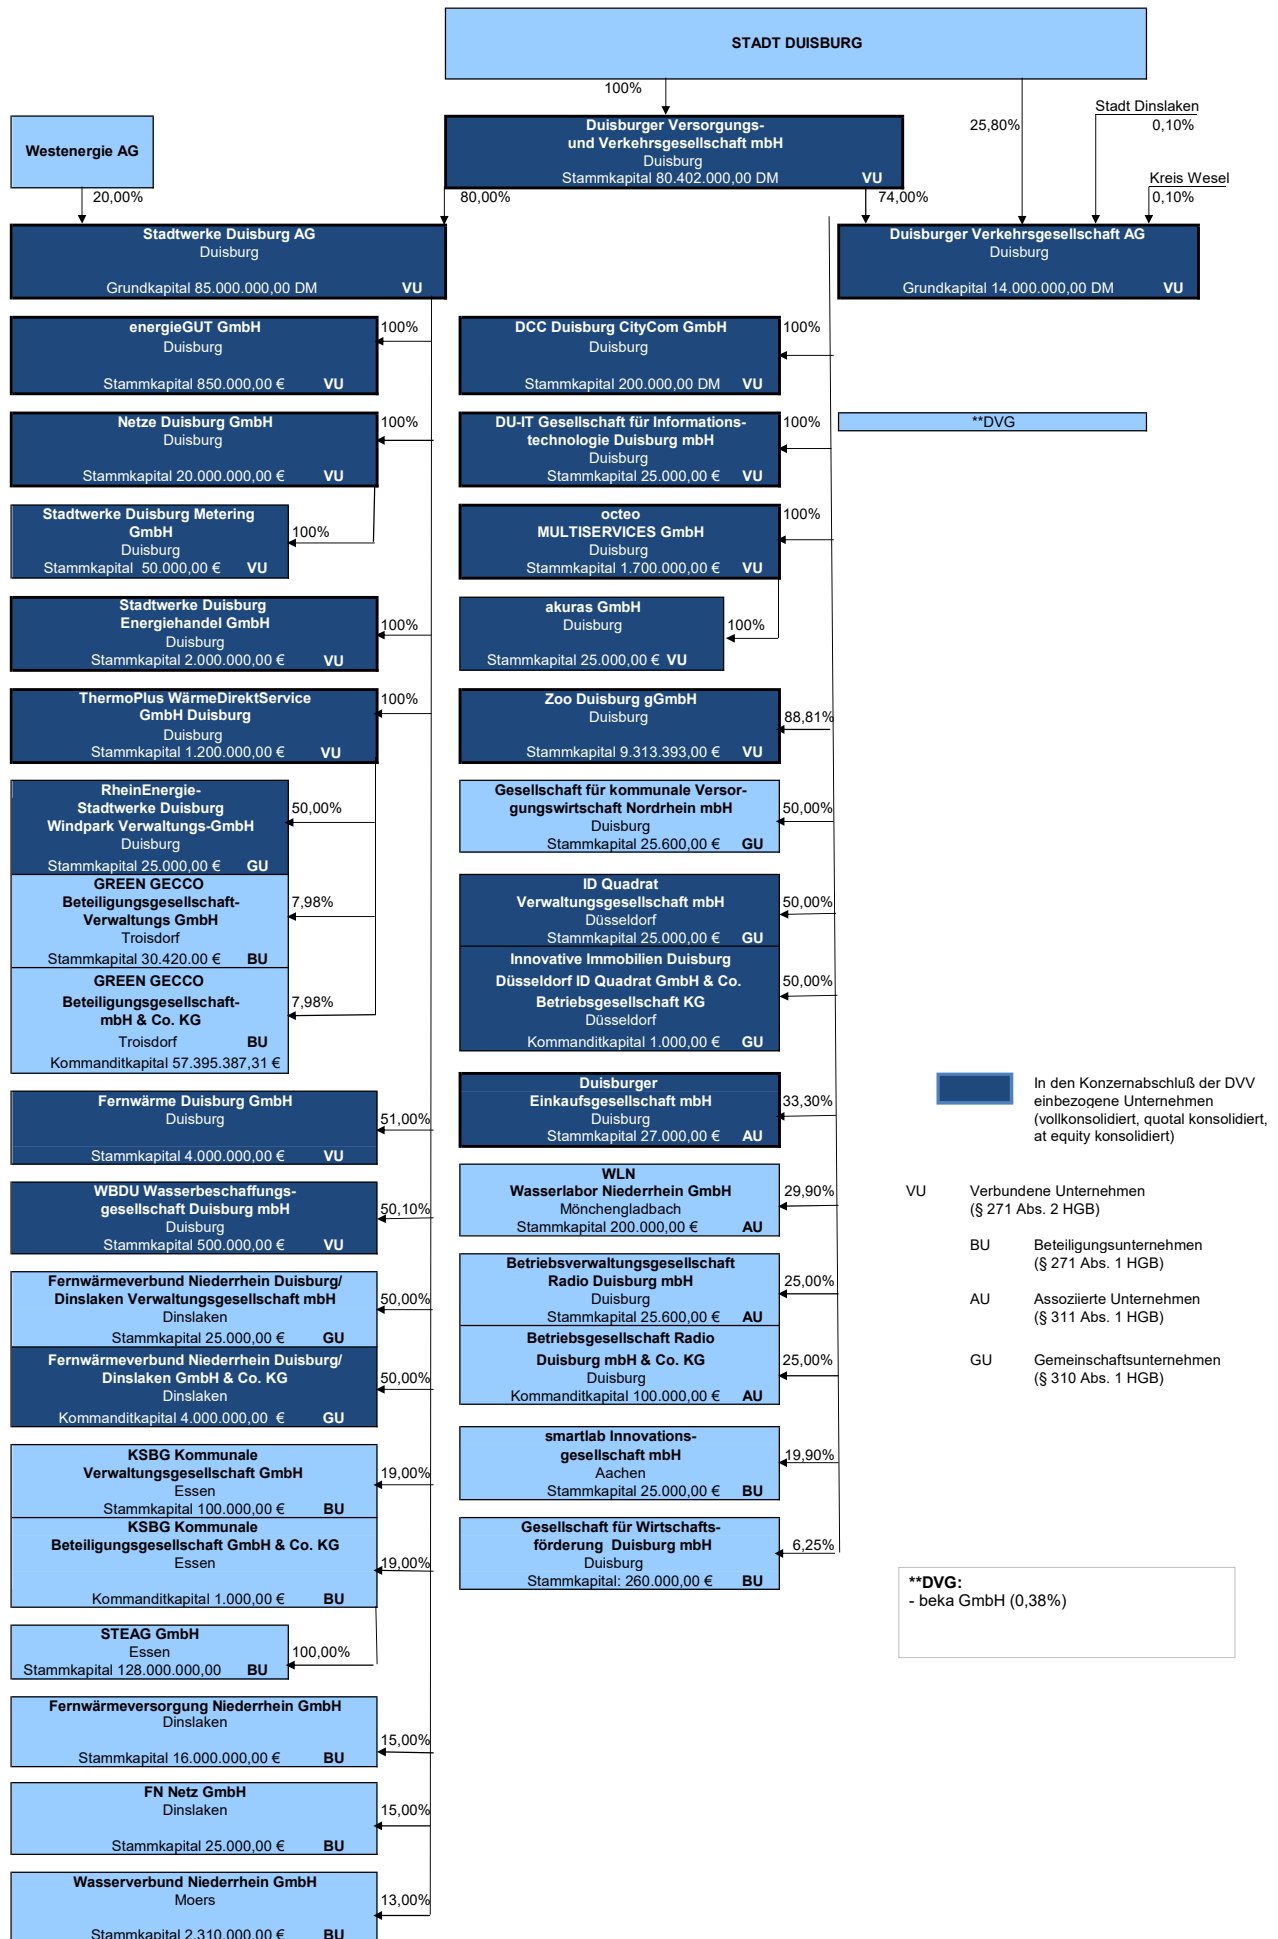 STADT DUISBURG
100%
25,80%
Stadt Dinslaken
0,10%
Kreis Wesel
0,10%
Westenergie AG
20,00%
Duisburger Versorgungs-
und Verkehrsgesellschaft mbH
Duisburg
Stammkapital 80.402.000,00 DM VU
80,00%
74,00%
Stadtwerke Duisburg AG
Duisburg
Grundkapital 85.000.000,00 DM VU
Duisburger Verkehrsgesellschaft AG
Duisburg
Grundkapital 14.000.000,00 DM VU
**DVG
energieGUT GmbH
Duisburg
Stammkapital 850.000,00 € VU
100%
Netze Duisburg GmbH
Duisburg
Stammkapital 20.000.000,00 € VU
100%
Stadtwerke Duisburg Metering
GmbH
Duisburg
Stammkapital 50.000,00 € VU
100%
Stadtwerke Duisburg
Energiehandel GmbH
Duisburg
Stammkapital 2.000.000,00 € VU
100%
ThermoPlus WärmeDirektService
GmbH Duisburg
Duisburg
Stammkapital 1.200.000,00 € VU
100%
RheinEnergie-
Stadtwerke Duisburg
Windpark Verwaltungs-GmbH
Duisburg
Stammkapital 25.000,00 € GU
50,00%
GREEN GECCO
Beteiligungsgesellschaft-
Verwaltungs GmbH
Troisdorf
Stammkapital 30.420.00 € BU
7,98%
GREEN GECCO
Beteiligungsgesellschaft-
mbH & Co. KG
Troisdorf BU
Kommanditkapital 57.395.387,31 €
7,98%
Fernwärme Duisburg GmbH
Duisburg
Stammkapital 4.000.000,00 € VU
51,00%
WBDU Wasserbeschaffungs-
gesellschaft Duisburg mbH
Duisburg
Stammkapital 500.000,00 € VU
50,10%
Fernwärmeverbund Niederrhein Duisburg/
Dinslaken Verwaltungsgesellschaft mbH
Dinslaken
Stammkapital 25.000,00 € GU
50,00%
Fernwärmeverbund Niederrhein Duisburg/
Dinslaken GmbH & Co. KG
Dinslaken
Kommanditkapital 4.000.000,00 € GU
50,00%
KSBG Kommunale
Verwaltungsgesellschaft GmbH
Essen
Stammkapital 100.000,00 € BU
19,00%
KSBG Kommunale
Beteiligungsgesellschaft GmbH & Co. KG
Essen
Kommanditkapital 1.000,00 € BU
19,00%
STEAG GmbH
Essen
Stammkapital 128.000.000,00 BU
100,00%
Fernwärmeversorgung Niederrhein GmbH
Dinslaken
Stammkapital 16.000.000,00 € BU
15,00%
FN Netz GmbH
Dinslaken
Stammkapital 25.000,00 € BU
15,00%
Wasserverbund Niederrhein GmbH
Moers
Stammkapital 2.310.000,00 € BU
13,00%
DCC Duisburg CityCom GmbH
Duisburg
Stammkapital 200.000,00 DM VU
100%
DU-IT Gesellschaft für Informations-
technologie Duisburg mbH
Duisburg
Stammkapital 25.000,00 € VU
100%
octeo
MULTISERVICES GmbH
Duisburg
Stammkapital 1.700.000,00 € VU
100%
akuras GmbH
Duisburg
Stammkapital 25.000,00 € VU
100%
Zoo Duisburg gGmbH
Duisburg
Stammkapital 9.313.393,00 € VU
88,81%
Gesellschaft für kommunale Versor-
gungswirtschaft Nordrhein mbH
Duisburg
Stammkapital 25.600,00 € GU
50,00%
ID Quadrat
Verwaltungsgesellschaft mbH
Düsseldorf
Stammkapital 25.000,00 € GU
50,00%
Innovative Immobilien Duisburg
Düsseldorf ID Quadrat GmbH & Co.
Betriebsgesellschaft KG
Düsseldorf
Kommanditkapital 1.000,00 € GU
50,00%
Duisburger
Einkaufsgesellschaft mbH
Duisburg
Stammkapital 27.000,00 € AU
33,30%
WLN
Wasserlabor Niederrhein GmbH
Mönchengladbach
Stammkapital 200.000,00 € AU
29,90%
Betriebsverwaltungsgesellschaft
Radio Duisburg mbH
Duisburg
Stammkapital 25.600,00 € AU
25,00%
Betriebsgesellschaft Radio
Duisburg mbH & Co. KG
Duisburg
Kommanditkapital 100.000,00 € AU
25,00%
smartlab Innovations-
gesellschaft mbH
Aachen
Stammkapital 25.000,00 € BU
19,90%
Gesellschaft für Wirtschafts-
förderung Duisburg mbH
Duisburg
Stammkapital: 260.000,00 € BU
6,25%
In den Konzernabschluß der DVV
einbezogene Unternehmen
(vollkonsolidiert, quotal konsolidiert,
at equity konsolidiert)
VU Verbundene Unternehmen
(§ 271 Abs. 2 HGB)
BU Beteiligungsunternehmen
(§ 271 Abs. 1 HGB)
AU Assoziierte Unternehmen
(§ 311 Abs. 1 HGB)
GU Gemeinschaftsunternehmen
(§ 310 Abs. 1 HGB)
**DVG:
- beka GmbH (0,38%)